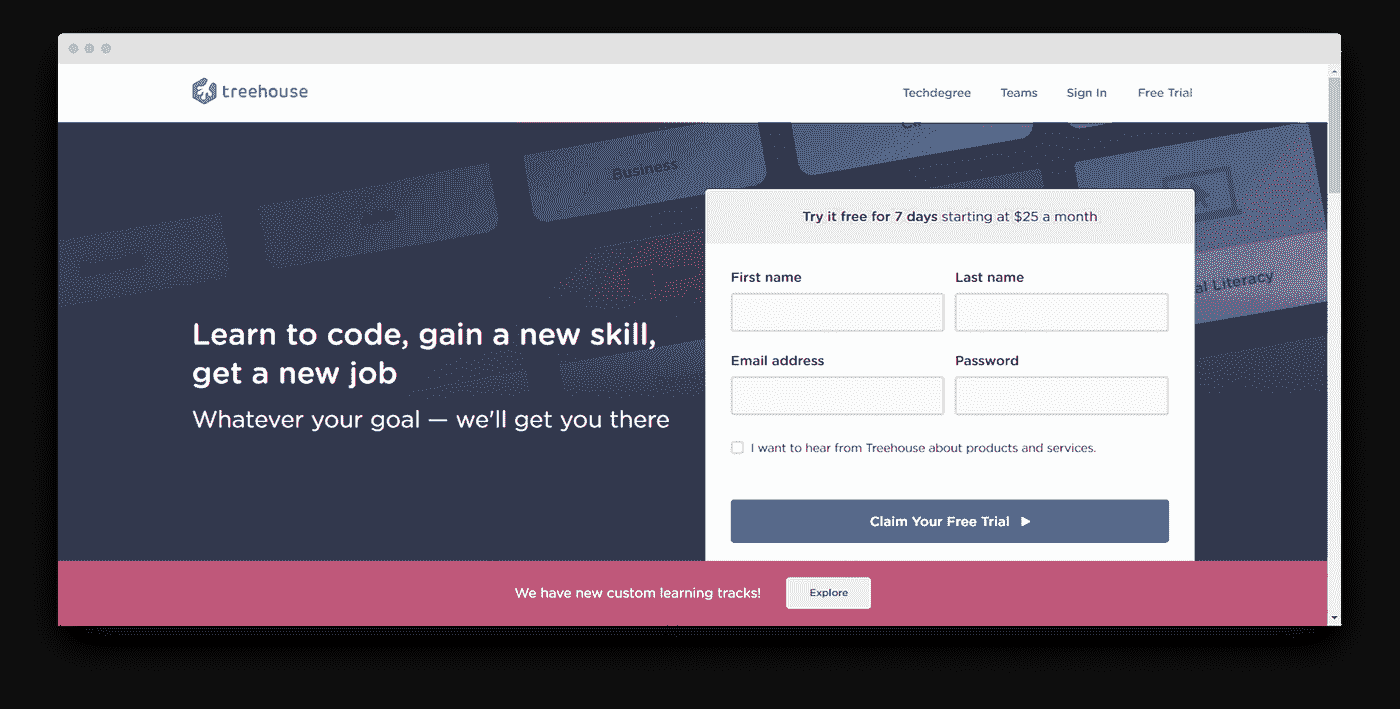 treehouse
Techdegree Teams Sign In Free Trial
Business
Try it free for 7 days starting at $25 a month
First name Last name
al Literacy
Learn to code, gain a new skill,
get a new job
Email address Password
Whatever your goal — we'll get you there
I want to hear from Treehouse about products and services.
Claim Your Free Trial
We have new custom learning tracks! Explore